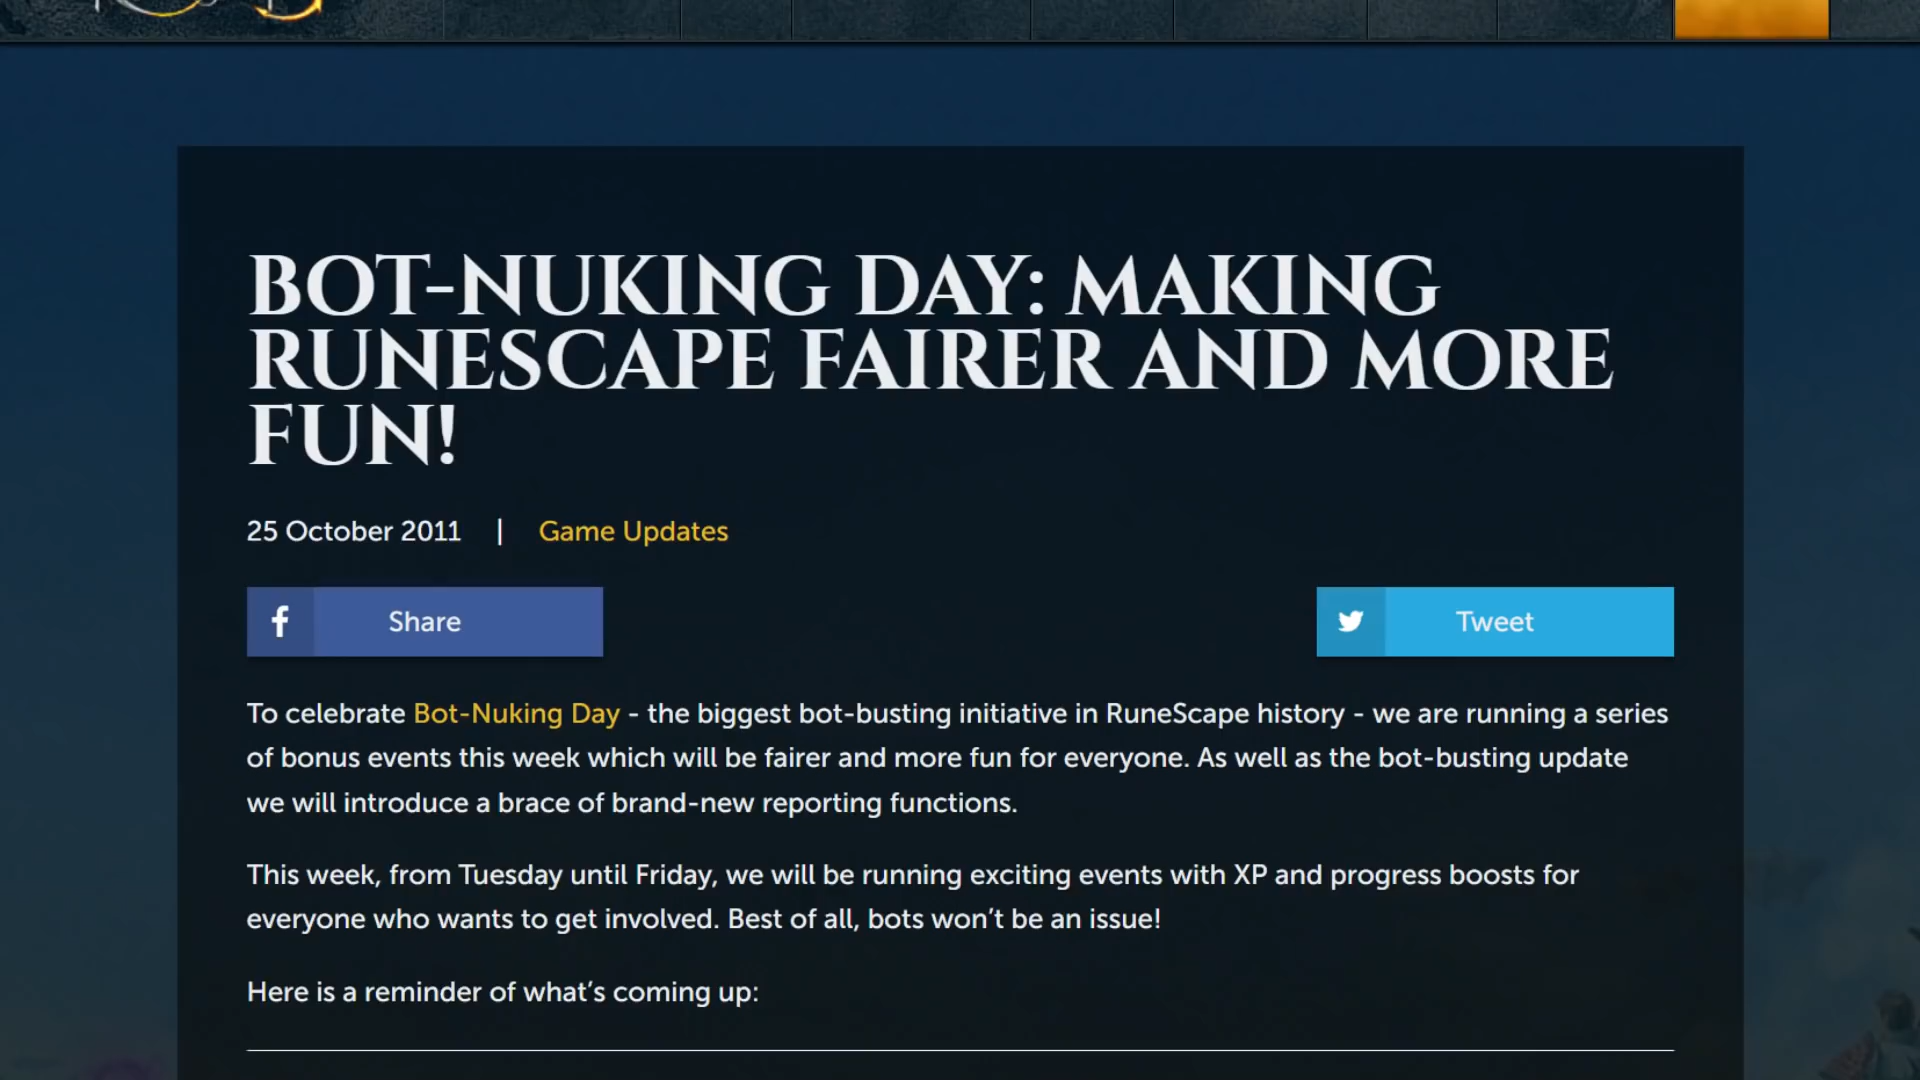 BOT-NUKING DAY: MAKING
RUNESCAPE FAIRER AND MORE
FUN!
25 October 2011 | Game Updates
Share
Tweet
To celebrate Bot-Nuking Day - the biggest bot-busting initiative in RuneScape history - we are running a series
of bonus events this week which will be fairer and more fun for everyone. As well as the bot-busting update
we will introduce a brace of brand-new reporting functions.
This week, from Tuesday until Friday, we will be running exciting events with XP and progress boosts for
everyone who wants to get involved. Best of all, bots won't be an issue!
Here is a reminder of what's coming up: